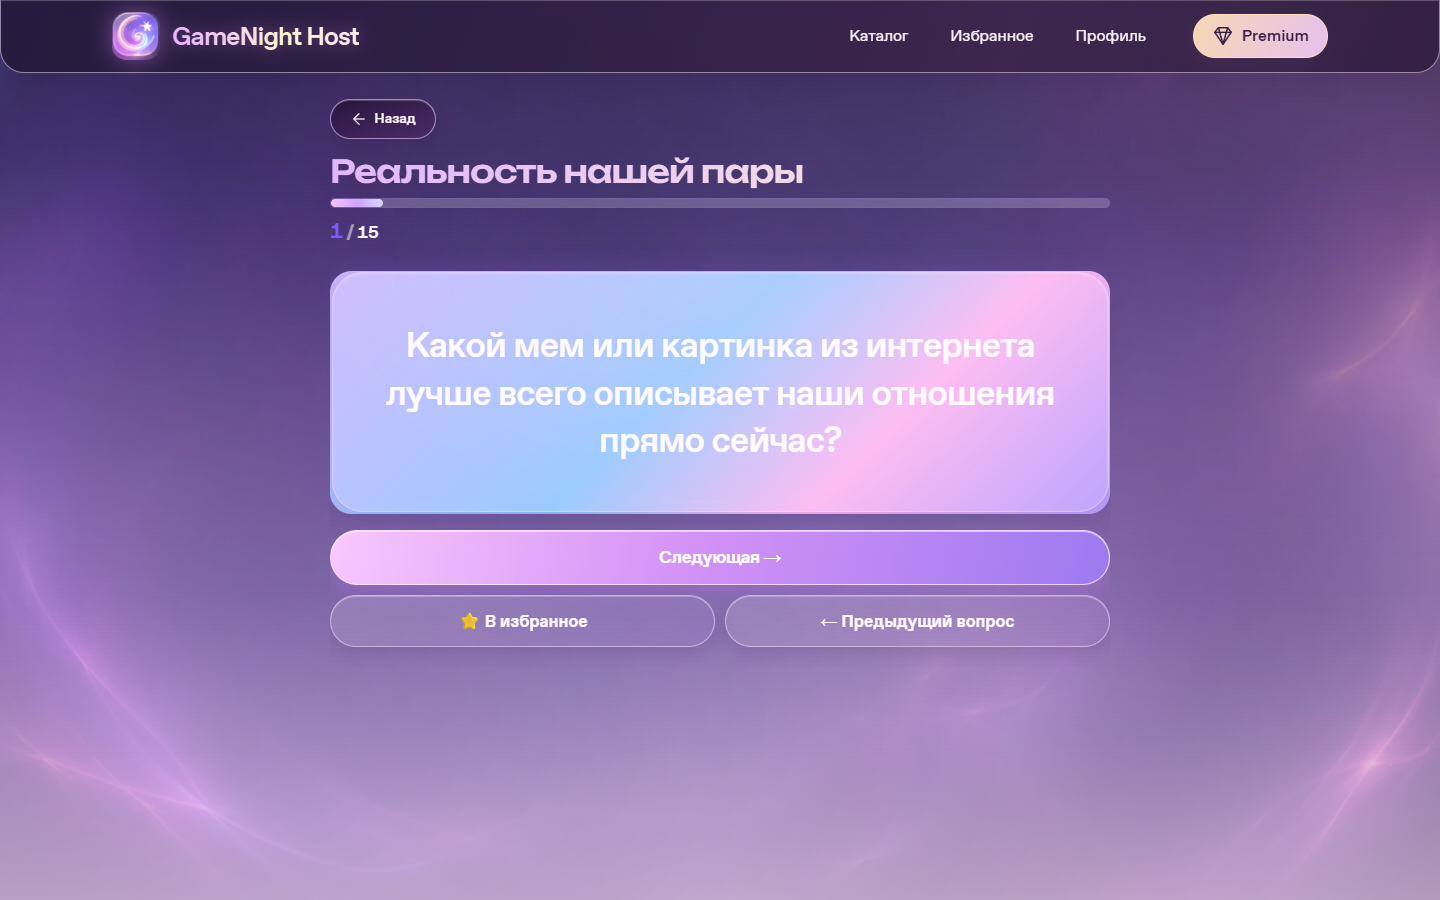 GameNight Host
Каталог
Избранное
Профиль
Premium
← Назад
Реальность нашей пары
1 / 15
Какой мем или картинка из интернета
лучше всего описывает наши отношения
прямо сейчас?
Следующая →
⭐ В избранное
← Предыдущий вопрос